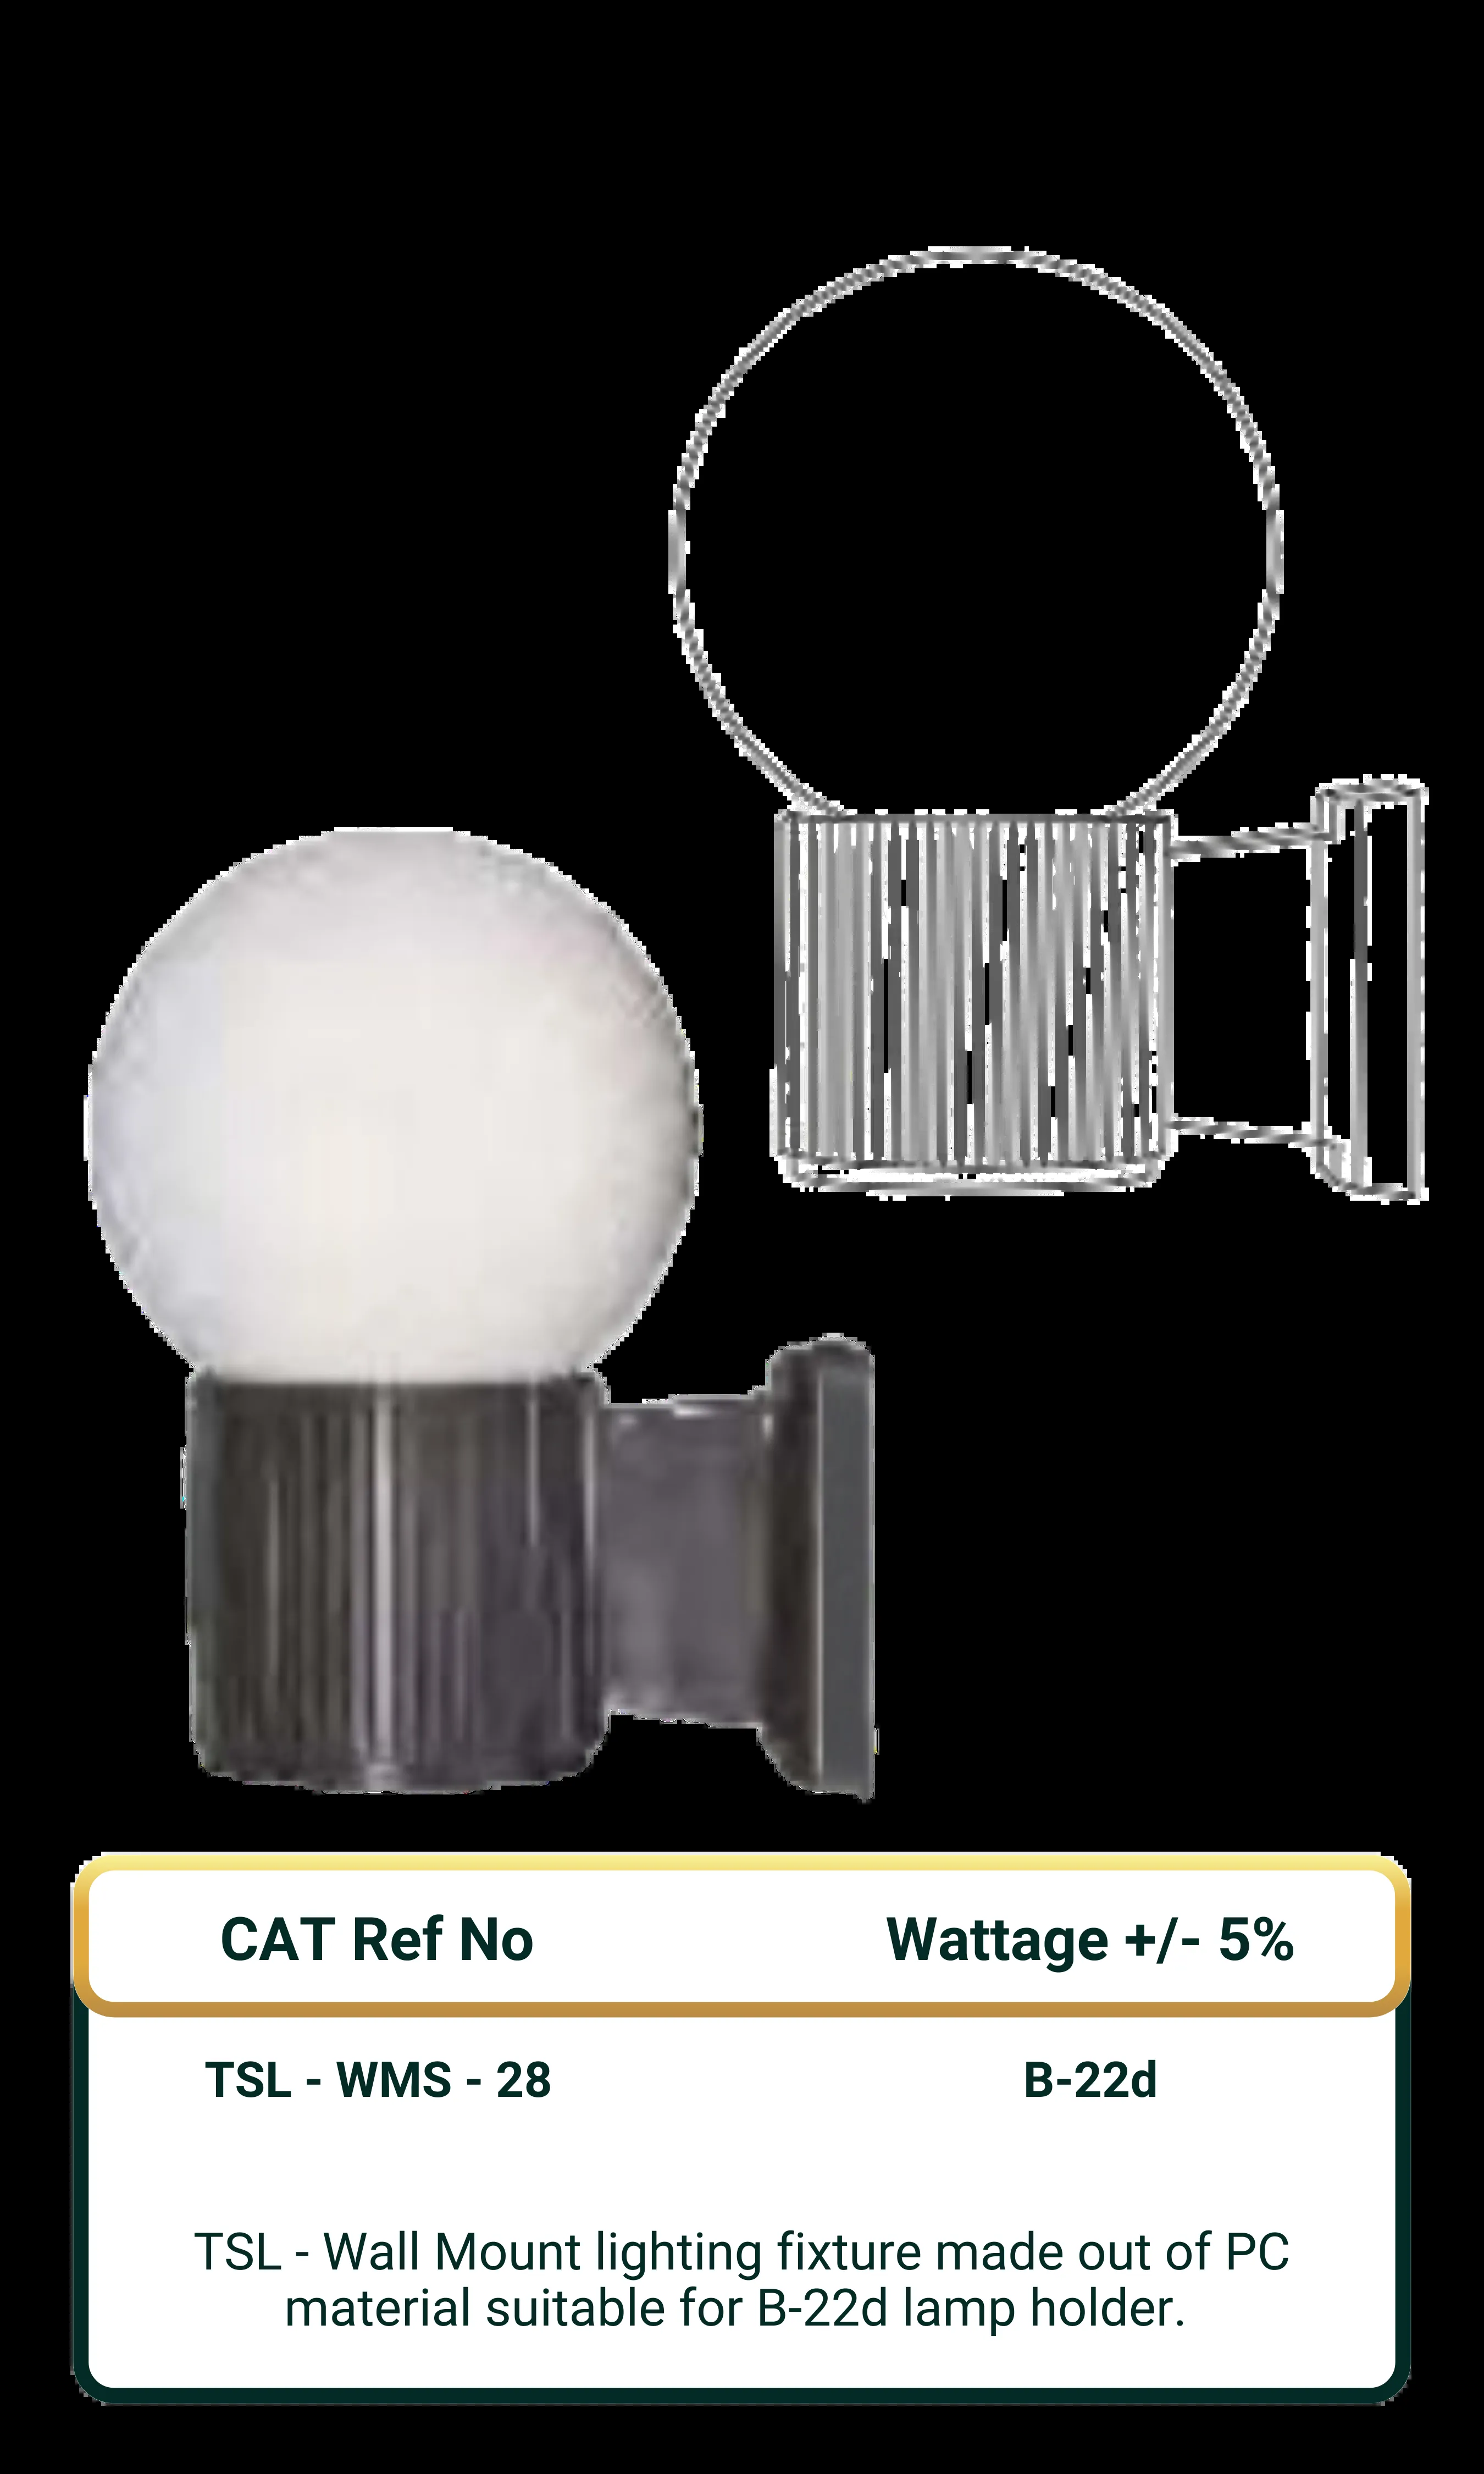 CAT Ref No Wattage +/- 5%
TSL - WMS - 28 B-22d
TSL - Wall Mount lighting fixture made out of PC
material suitable for B-22d lamp holder.